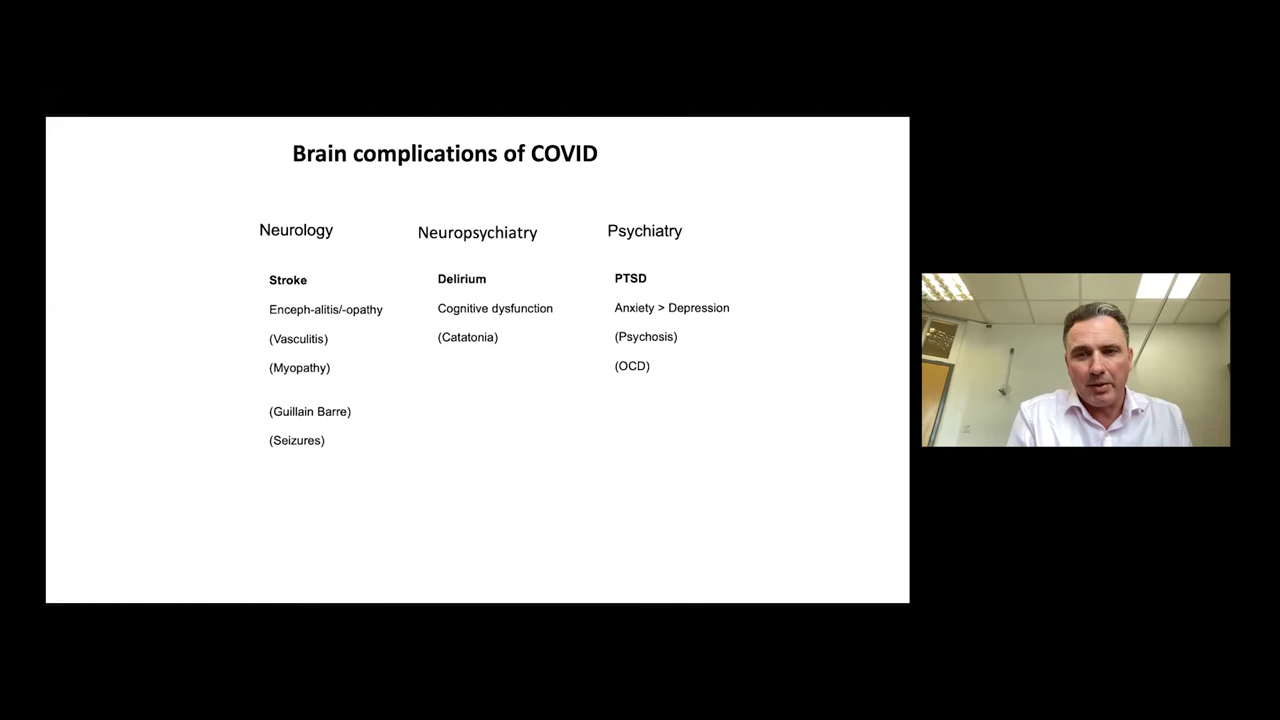 Brain complications of COVID
Neurology
Neuropsychiatry
Psychiatry
Stroke
Enceph-alitis/-opathy
(Vasculitis)
(Myopathy)
(Guillain Barre)
(Seizures)
Delirium
Cognitive dysfunction
(Catatonia)
PTSD
Anxiety > Depression
(Psychosis)
(OCD)